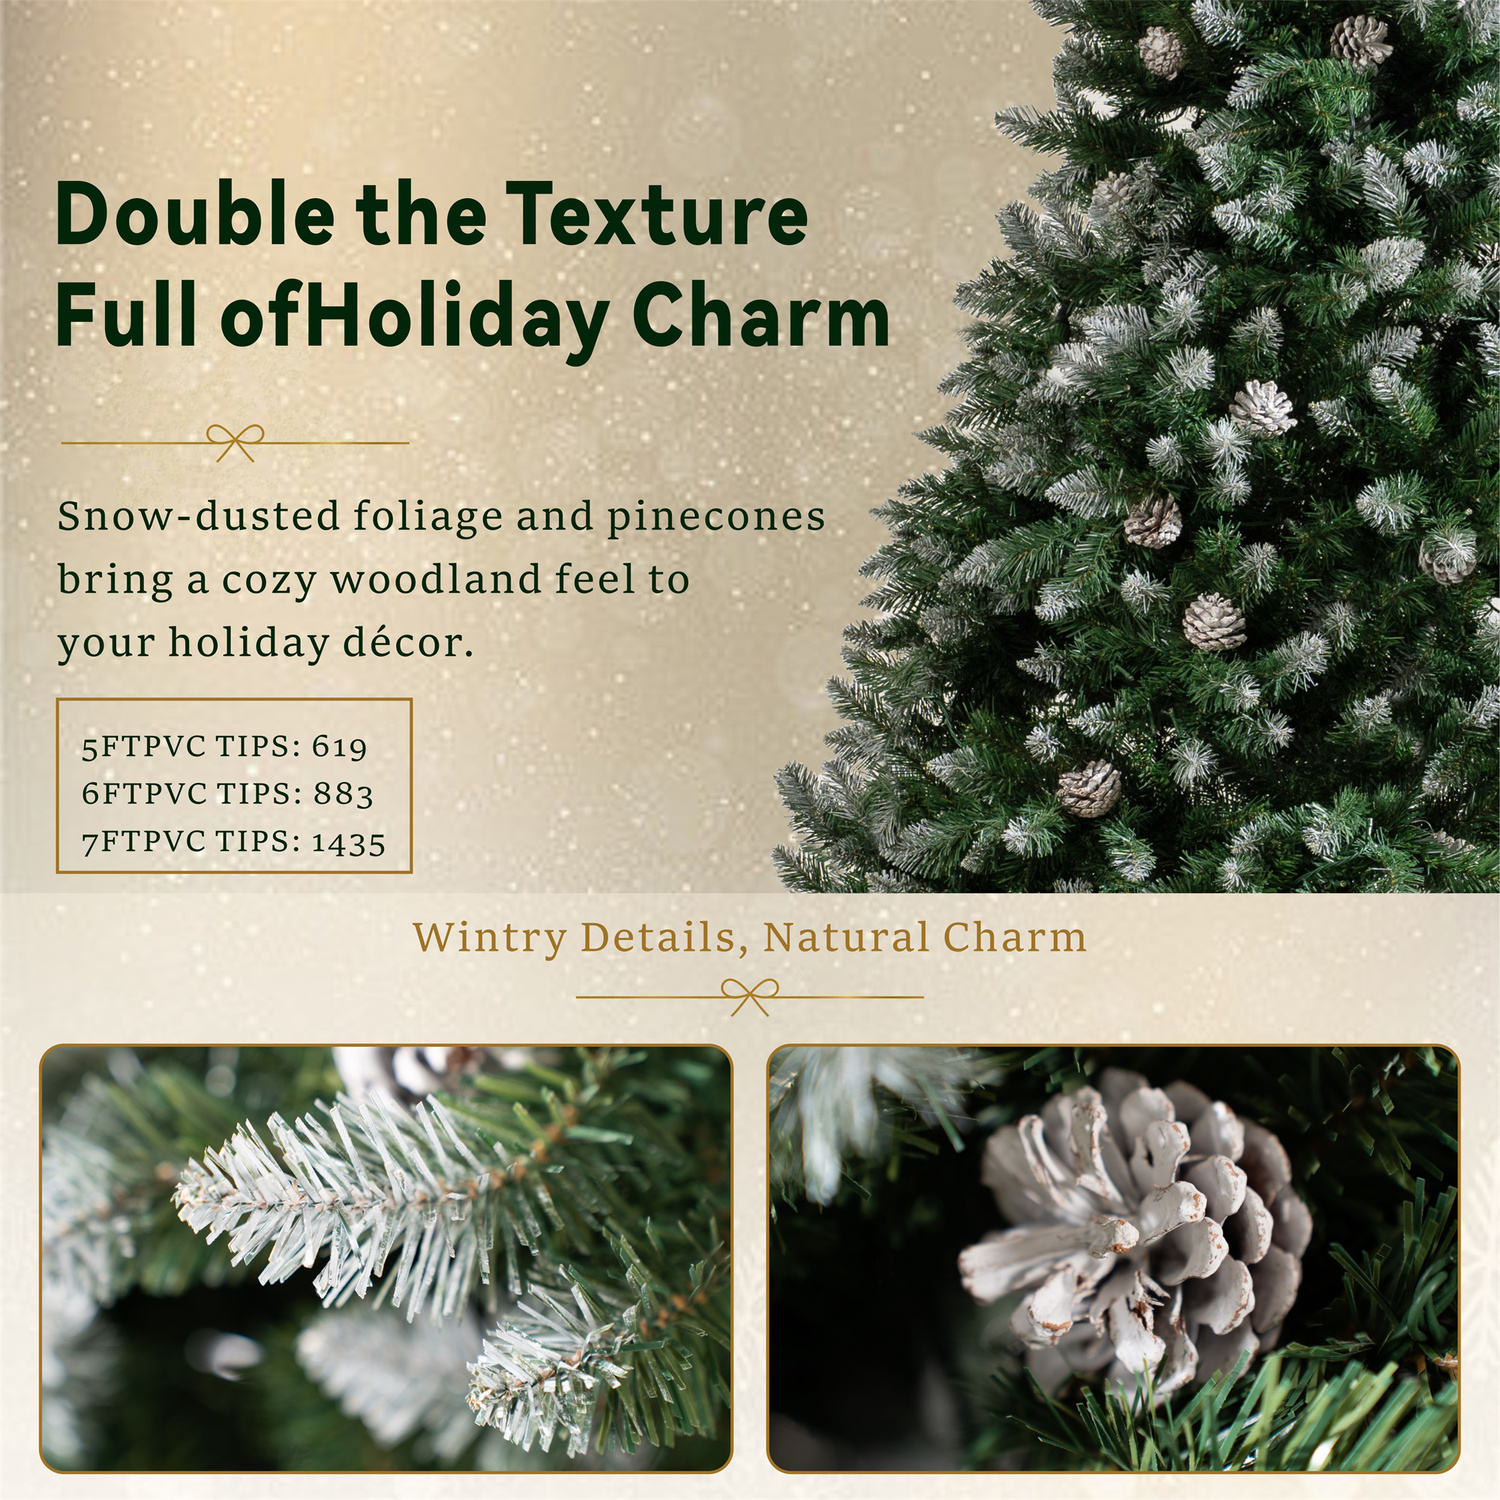 Double the Texture
Full ofHoliday Charm
Snow-dusted foliage and pinecones
bring a cozy woodland feel to
your holiday décor.
5FTPVC TIPS: 619
6FTPVC TIPS: 883
7FTPVC TIPS: 1435
Wintry Details, Natural Charm